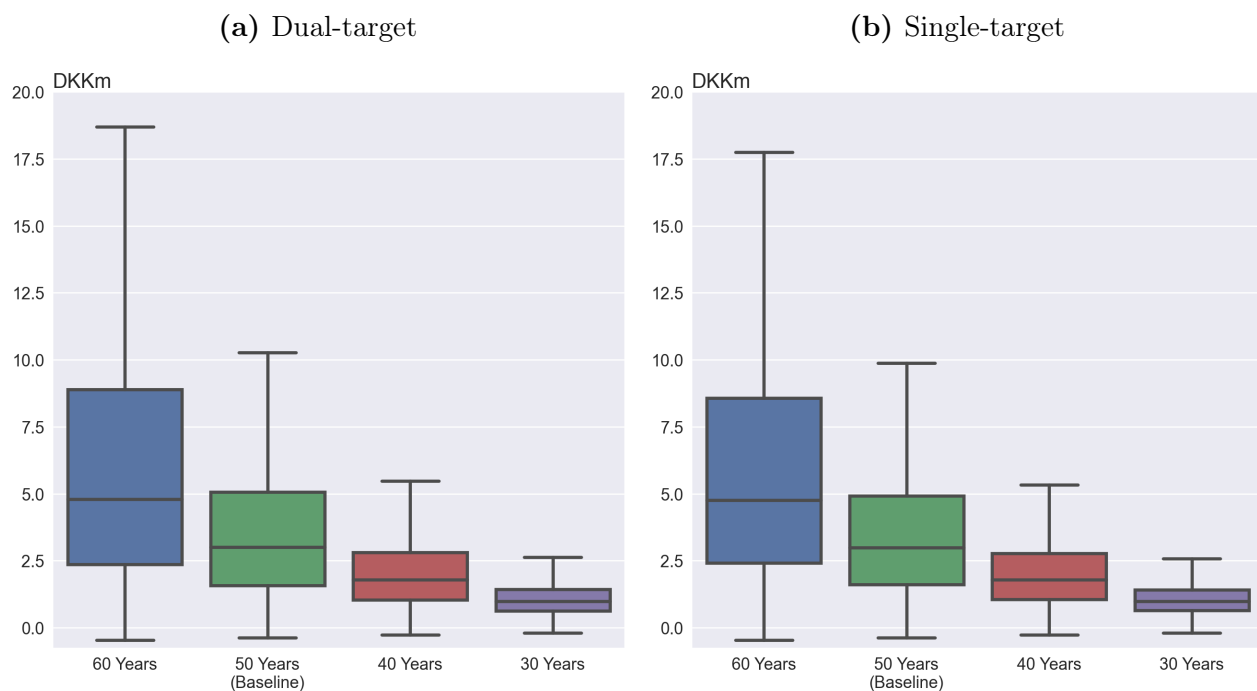 (a) Dual-target
DKKm
20.0
17.5
15.0
12.5
10.0
7.5
5.0
2.5
0.0
60 Years
50 Years
(Baseline)
40 Years
30 Years
(b) Single-target
DKKm
20.0
17.5
15.0
12.5
10.0
7.5
5.0
2.5
0.0
60 Years
50 Years
(Baseline)
40 Years
30 Years